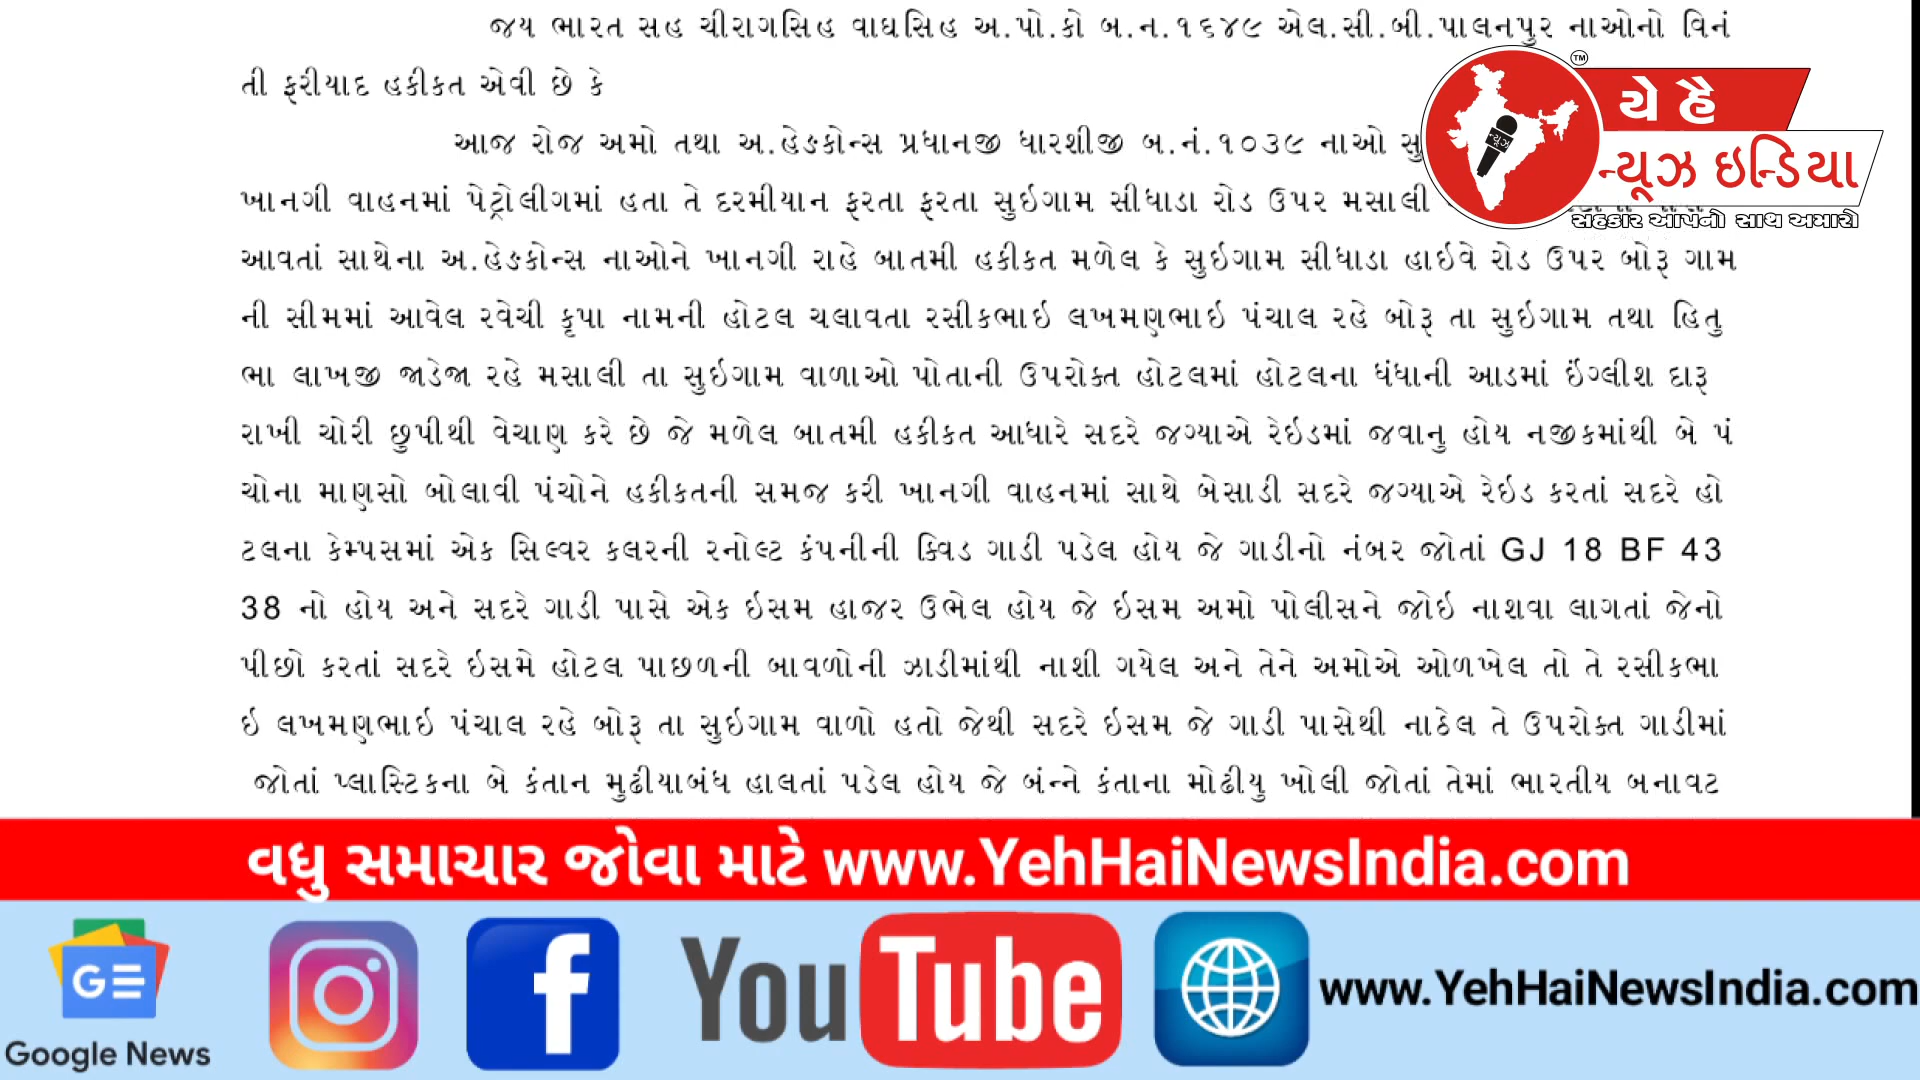 જય ભારત સહ ચીરાગસિહ વાઘસિહ અ.પો.કો બ.ન.૧૬૪૯ એલ.સી.બી.પાલનપુર નાઓનો વિનં
તી ફરીયાદ હકીકત એવી છે કે
આજ રોજ અમો તથા અ.હેડકોન્સ પ્રધાનજી ધારશીજી બ.નં.૧૦૩૯ નાઓ
ખાનગી વાહનમાં પેટ્રોલીગમાં હતા તે દરમીયાન ફરતા ફરતા સુઇગામ સીધાડા રોડ ઉપર મસાલી
આવતાં સાથેના અ.હેડકોન્સ નાઓને ખાનગી રાહે બાતમી હકીકત મળેલ કે સુઇગામ સીધાડા હાઇવે રોડ ઉપર બોરૂ ગામ
ની સીમમાં આવેલ રવેચી કૃપા નામની હોટલ ચલાવતા રસીકભાઇ લખમણભાઇ પંચાલ રહે બોરૂ તા સુઇગામ તથા હિતુ
ભા લાખજી જાડેજા રહે મસાલી તા સુઇગામ વાળાઓ પોતાની ઉપરોક્ત હોટલમાં હોટલના ધંધાની આડમાં ઇંગ્લીશ દારૂ
રાખી ચોરી છુપીથી વેચાણ કરે છે જે મળેલ બાતમી હકીકત આધારે સદરે જગ્યાએ રેઇડમાં જવાનુ હોય નજીકમાંથી બે પં
ચોના માણસો બોલાવી પંચોને હકીકતની સમજ કરી ખાનગી વાહનમાં સાથે બેસાડી સદરે જગ્યાએ રેઇડ કરતાં સદરે હો
ટલના કેમ્પસમાં એક સિલ્વર કલરની રનોલ્ટ કંપનીની ક્વિડ ગાડી પડેલ હોય જે ગાડીનો નંબર જોતાં GJ 18 BF 43
38 નો હોય અને સદરે ગાડી પાસે એક ઇસમ હાજર ઉભેલ હોય જે ઇસમ અમો પોલીસને જોઇ નાશવા લાગતાં જેનો
પીછો કરતાં સદરે ઇસમે હોટલ પાછળની બાવળોની ઝાડીમાંથી નાશી ગયેલ અને તેને અમોએ ઓળખેલ તો તે રસીકભા
ઇ લખમણભાઇ પંચાલ રહે બોરૂ તા સુઇગામ વાળો હતો જેથી સદરે ઇસમ જે ગાડી પાસેથી નાઠેલ તે ઉપરોક્ત ગાડીમાં
જોતાં પ્લાસ્ટિકના બે કંતાન મુઢીયાબંધ હાલતાં પડેલ હોય જે બંન્ને કંતાના મોઢીયુ ખોલી જોતાં તેમાં ભારતીય બનાવટ
TM
યે હૈ
ન્યૂઝ
ન્યૂઝ ઇન્ડિયા
સહકાર આપનો સાથ અમારો
વધુ સમાચાર જોવા માટે www.YehHaiNewsIndia.com
G
Google News
f
YouTube
www.YehHaiNewsIndia.com